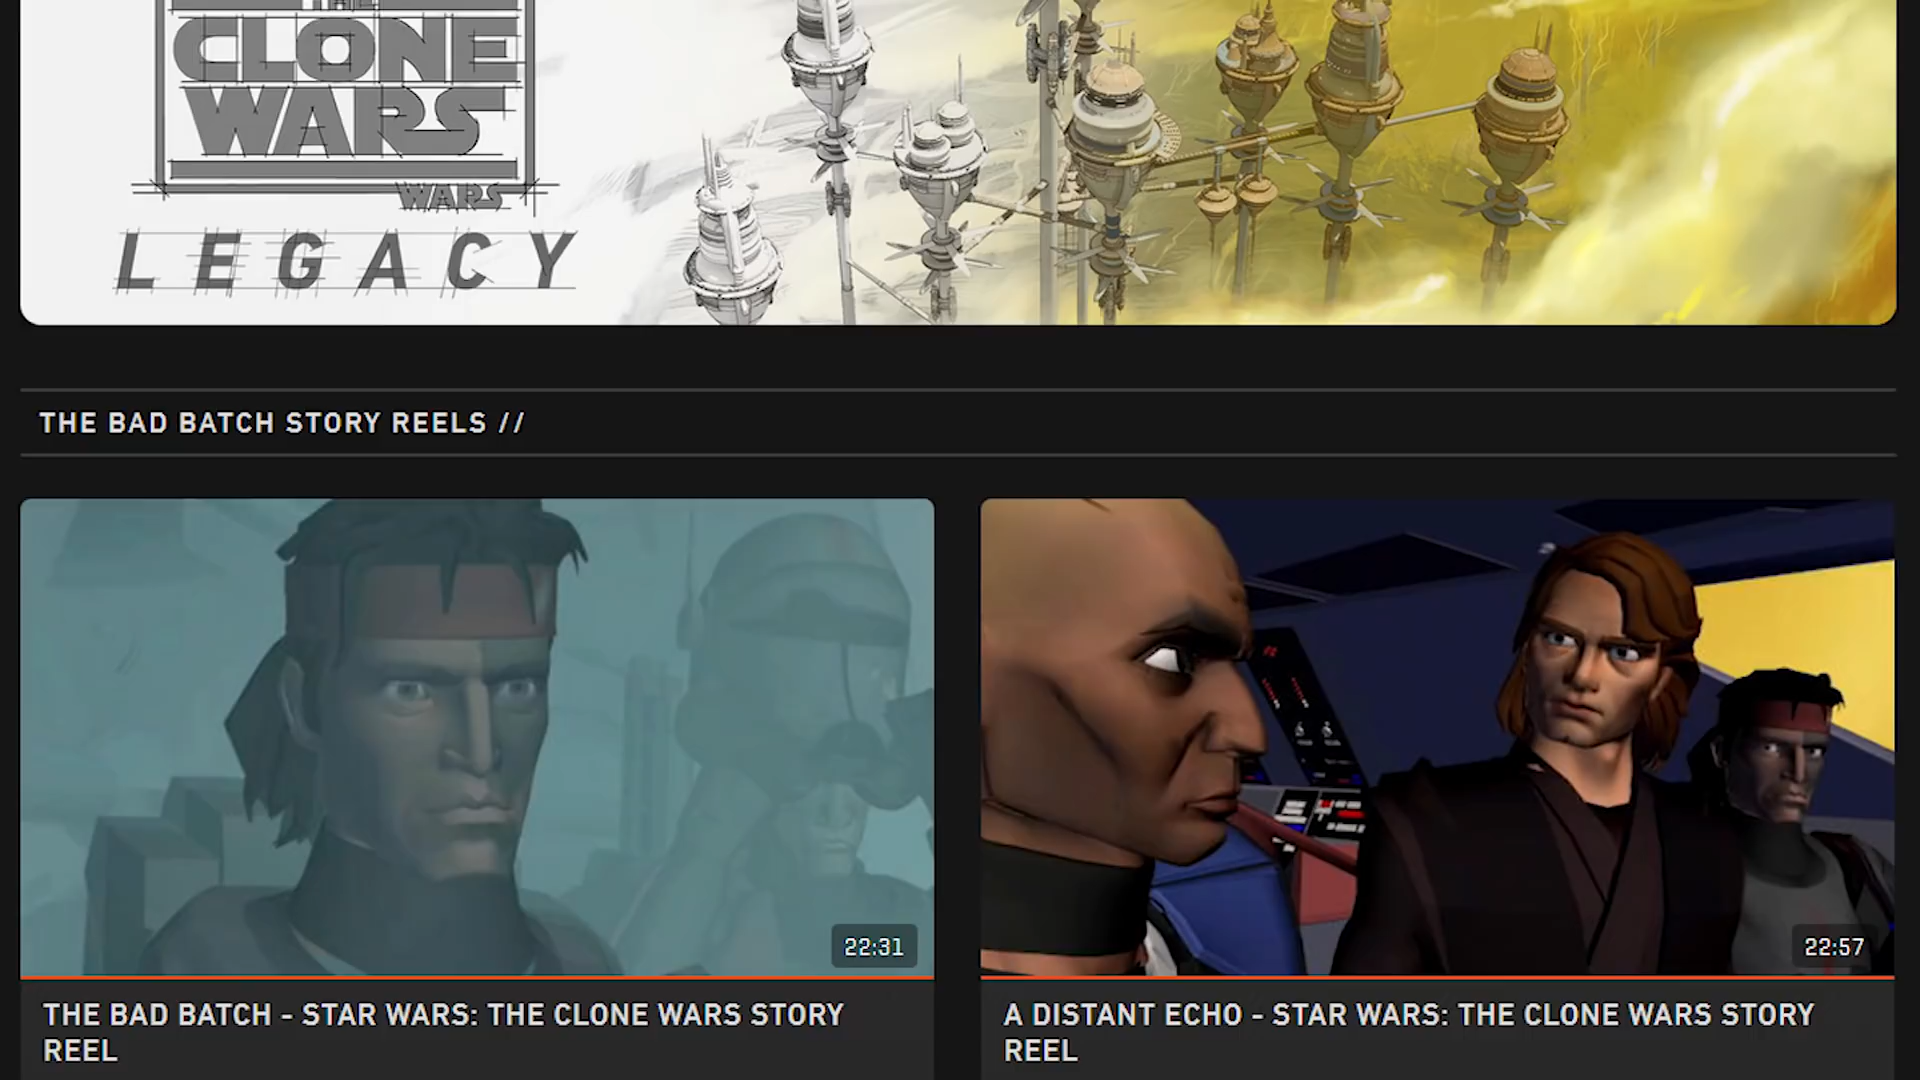 THE
CLONE
WARS
WARS
LEGACY
THE BAD BATCH STORY REELS //
22:31
22:57
THE BAD BATCH - STAR WARS: THE CLONE WARS STORY
REEL
A DISTANT ECHO - STAR WARS: THE CLONE WARS STORY
REEL